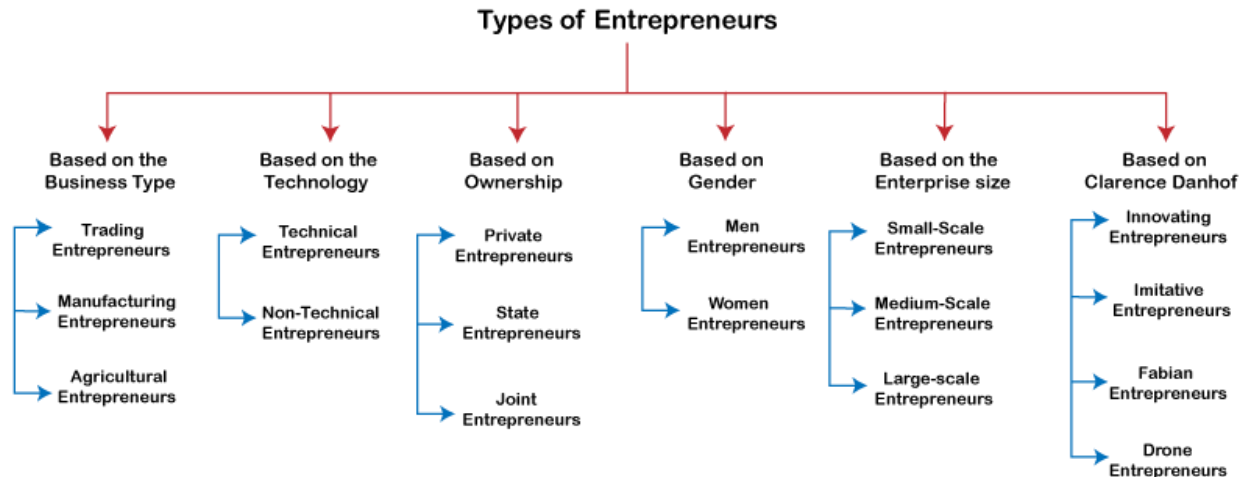 Types of Entrepreneurs
Based on the
Business Type
Trading
Entrepreneurs
Manufacturing
Entrepreneurs
Agricultural
Entrepreneurs
Based on the
Technology
Technical
Entrepreneurs
Non-Technical
Entrepreneurs
Based on
Ownership
Private
Entrepreneurs
State
Entrepreneurs
Joint
Entrepreneurs
Based on
Gender
Men
Entrepreneurs
Women
Entrepreneurs
Based on the
Enterprise size
Small-Scale
Entrepreneurs
Medium-Scale
Entrepreneurs
Large-scale
Entrepreneurs
Based on
Clarence Danhof
Innovating
Entrepreneurs
Imitative
Entrepreneurs
Fabian
Entrepreneurs
Drone
Entrepreneurs